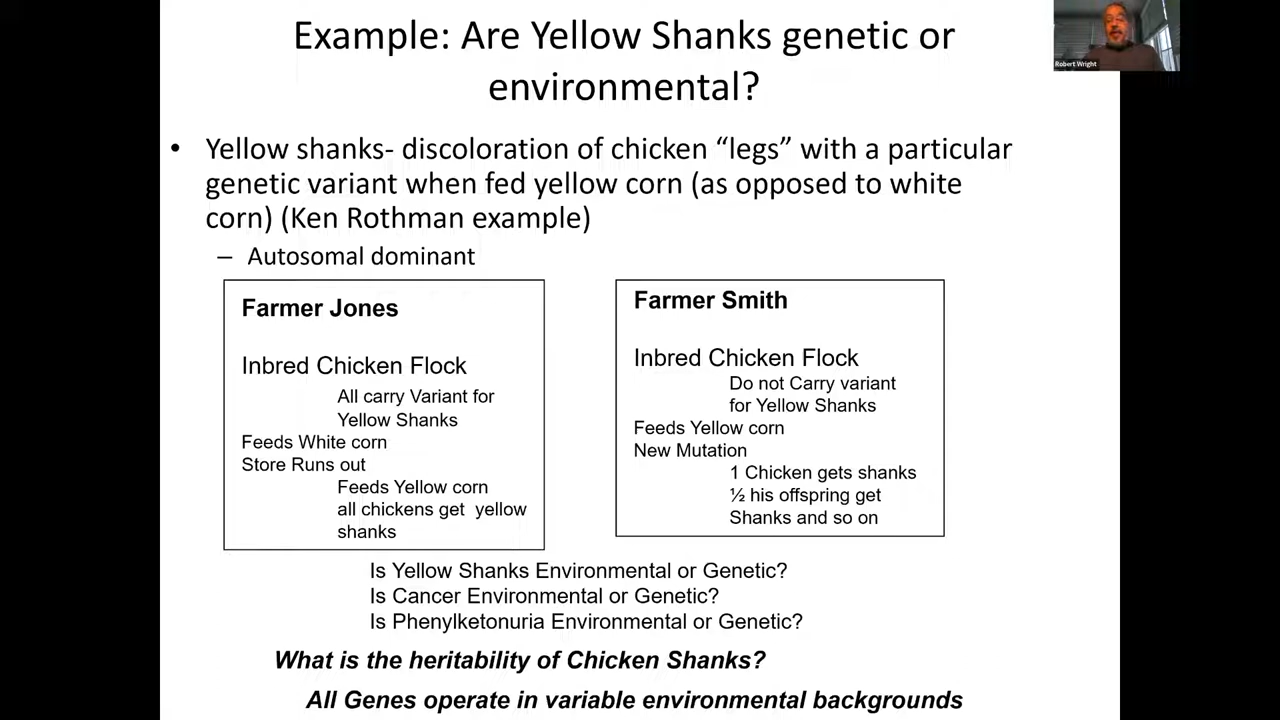 Example: Are Yellow Shanks genetic or
environmental?
Robert Wright
• Yellow shanks- discoloration of chicken “legs” with a particular
genetic variant when fed yellow corn (as opposed to white
corn) (Ken Rothman example)
– Autosomal dominant
Farmer Jones
Inbred Chicken Flock
All carry Variant for
Yellow Shanks
Feeds White corn
Store Runs out
Feeds Yellow corn
all chickens get yellow
shanks
Farmer Smith
Inbred Chicken Flock
Do not Carry variant
for Yellow Shanks
Feeds Yellow corn
New Mutation
1 Chicken gets shanks
½ his offspring get
Shanks and so on
Is Yellow Shanks Environmental or Genetic?
Is Cancer Environmental or Genetic?
Is Phenylketonuria Environmental or Genetic?
What is the heritability of Chicken Shanks?
All Genes operate in variable environmental backgrounds